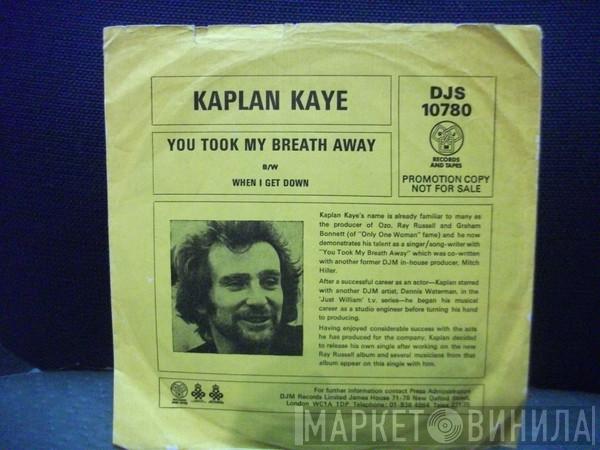 KAPLAN KAYE
YOU TOOK MY BREATH AWAY
B/W
WHEN I GET DOWN
DJS
10780
RECORDS
AND TAPES
PROMOTION COPY
NOT FOR SALE
Kaplan Kaye's name is already familiar to many as
the producer of Ozo, Ray Russell and Graham
Bonnett (of "Only One Woman" fame) and he now
demonatrates his talent as a singer/song-writer with
"You Took My Breath Away" which was co-written
with another former DJM in-house producer, Mitch
Hiller.
After a successful career as an actor—Kaplan starred
with another DJM artist, Dennis Waterman, in the
'Just William' t.v. series—he began his musical
career as a studio engineer before turning his hand
to producing.
Having enjoyed considerable success with the acts
he has produced for the company, Kaplan decided
to release his own single after working on the new
Ray Russell album and several musicians from that
album appear on this single with him.
For further information contact Press Administration
DJM Records Limited James House 71-75 New Oxford Street,
London WC1A 1DP Telephone: 01-836 4864
МАРКЕТ ВИНИЛА